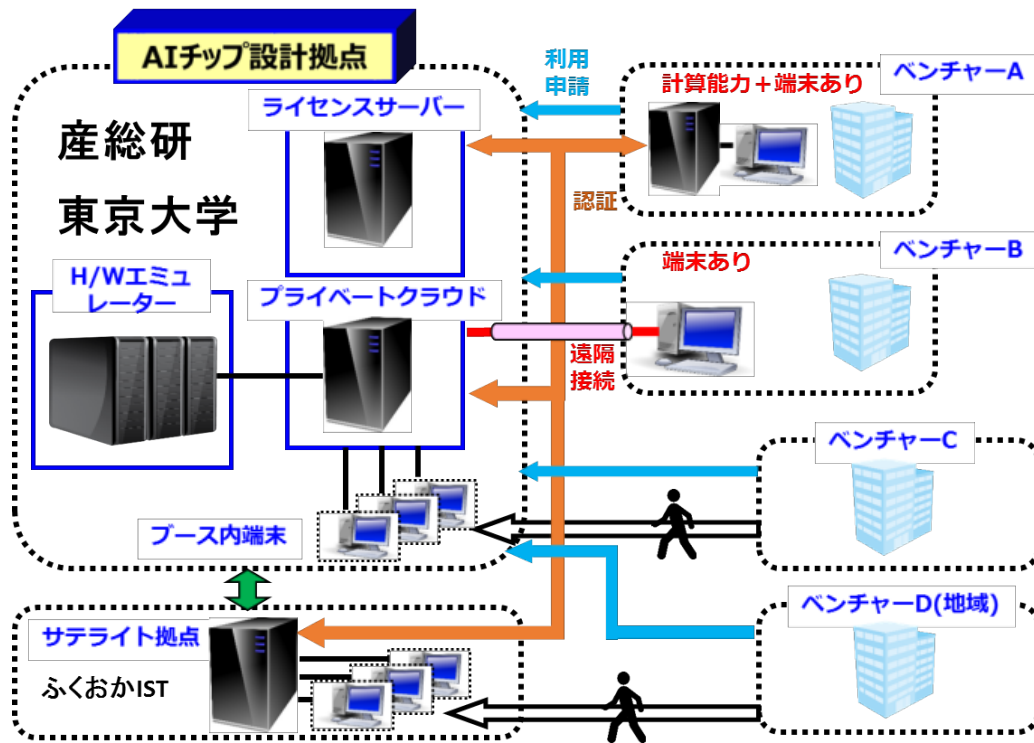 AIチップ設計拠点
産総研
東京大学
ライセンスサーバー
H/Wエミュ
レーター
プライベートクラウド
ブース内端末
利用
申請
認証
遠隔
接続
計算能力＋端末あり
ベンチャーA
端末あり
ベンチャーB
ベンチャーC
ベンチャーD(地域)
サテライト拠点
ふくおかIST